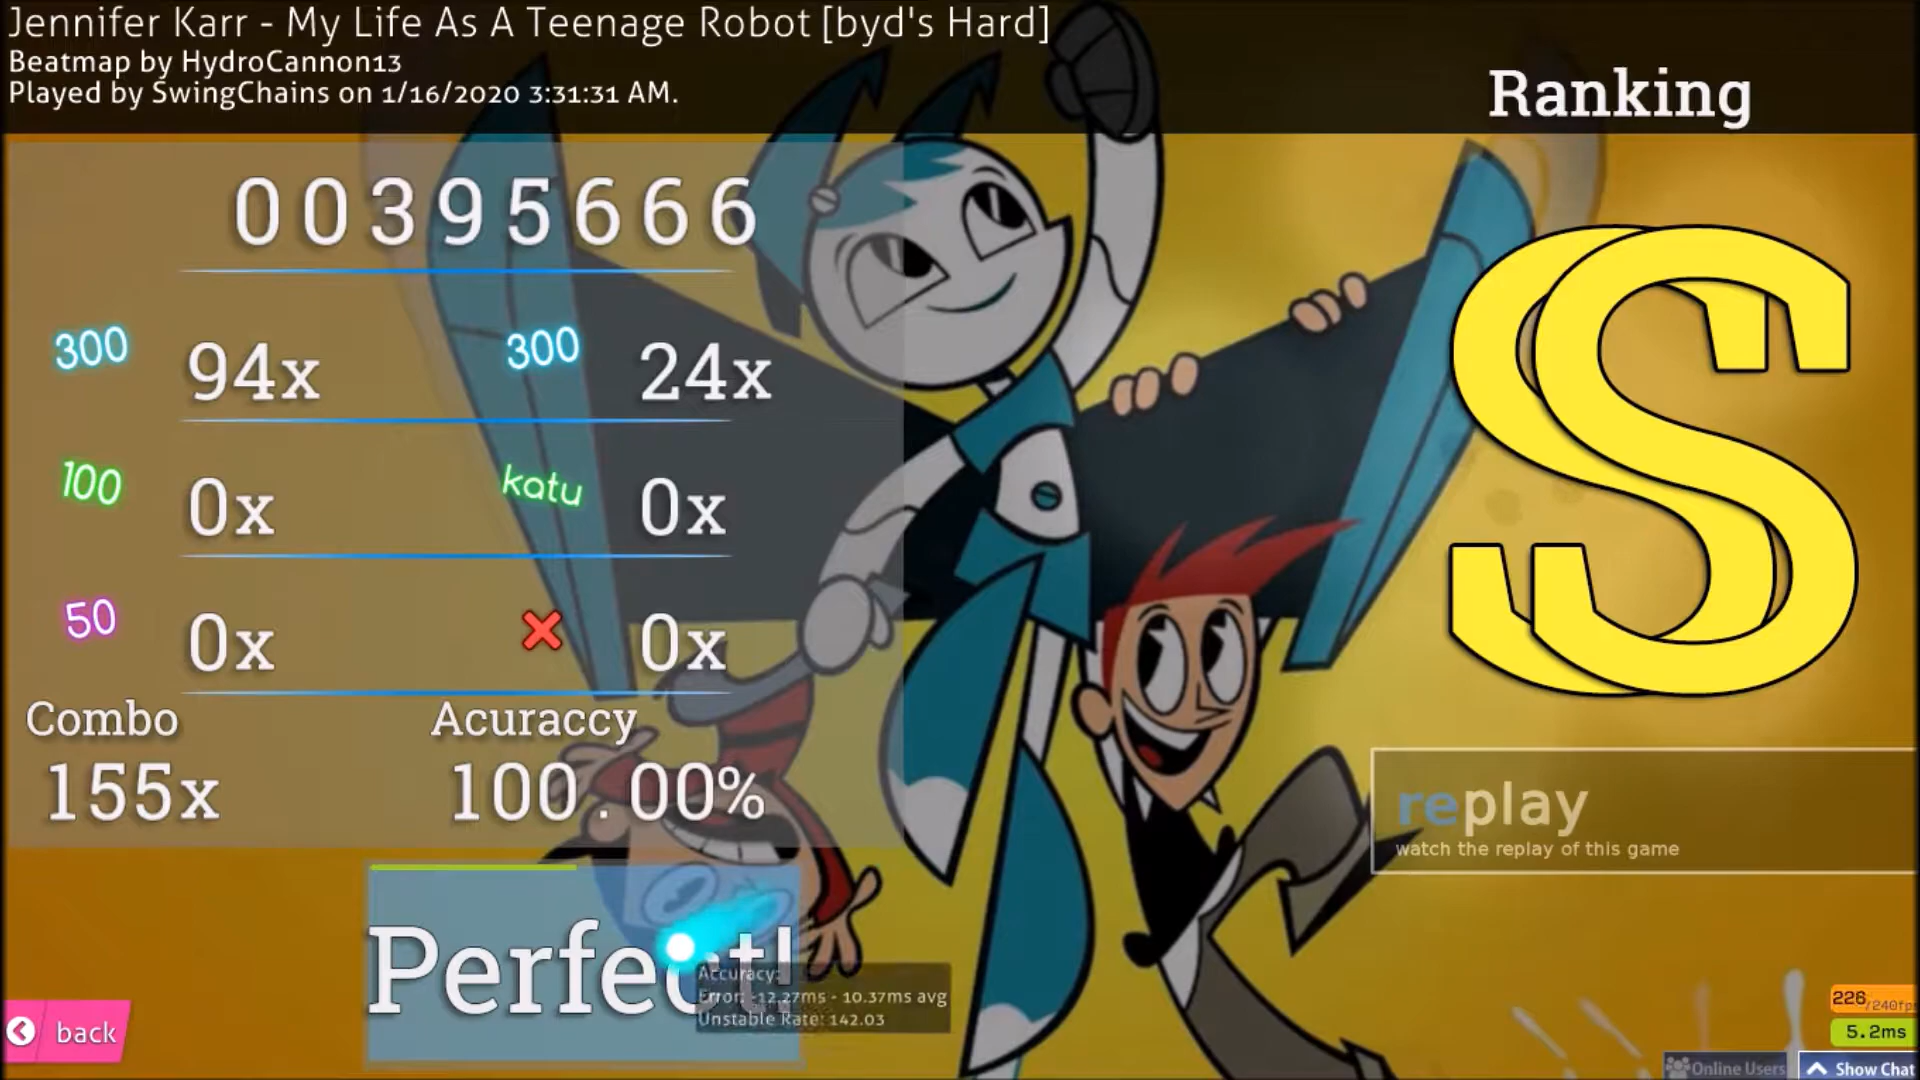 Jennifer Karr - My Life As A Teenage Robot [byd's Hard]
Beatmap by HydroCannon13
Played by SwingChains on 1/16/2020 3:31:31 AM.
Ranking
00395666
300 94x 300 24x
100 0x katu 0x
50 0x 0x
SS
Combo Acuraccy
155x 100.00%
replay
watch the replay of this game
Perfect!
Accuracy:
Error: -12.27ms - 10.37ms avg
Unstable Rate: 142.03
back
226/240fps
5.2ms
Online Users
Show Chat